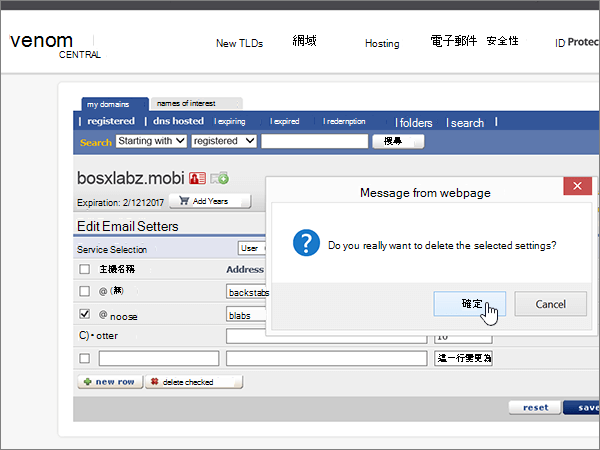 venom
CENTRAL
New TLDs 網域 Hosting 電子郵件 安全性 ID Protec
my domains names of interest
registered dns hosted expiring expired redemption folders search
Search Starting with registered 搜尋
bosxlabz.mobi
Expiration: 2/1212017 Add Years
Message from webpage
Do you really want to delete the selected settings?
確定 Cancel
Edit Email Setters
Service Selection User
主機名稱 Address
@ (無) backstabs
@ noose blabs
C)• otter 10
這一行變更為
new row delete checked
reset save